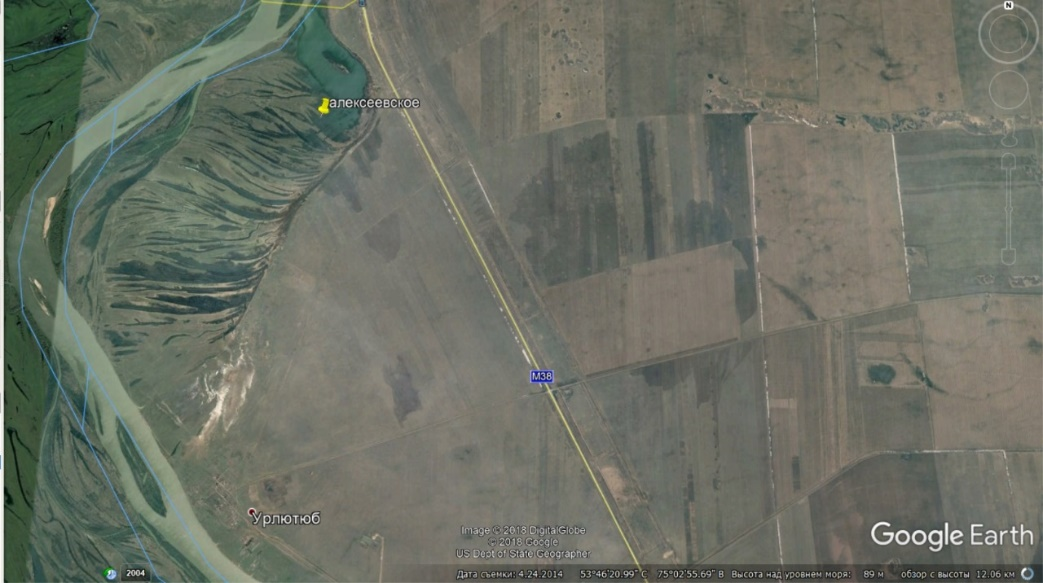 N
алексеевское
М38
Урлютюб
Image © 2018 DigitalGlobe
© 2018 Google
US Dept of State Geographer
Google Earth
2004
Дата съемки: 4.24.2014 53°46'20.99" С 75°02'55.69" В Высота над уровнем моря: 89 м обзор с высоты 12.06 км